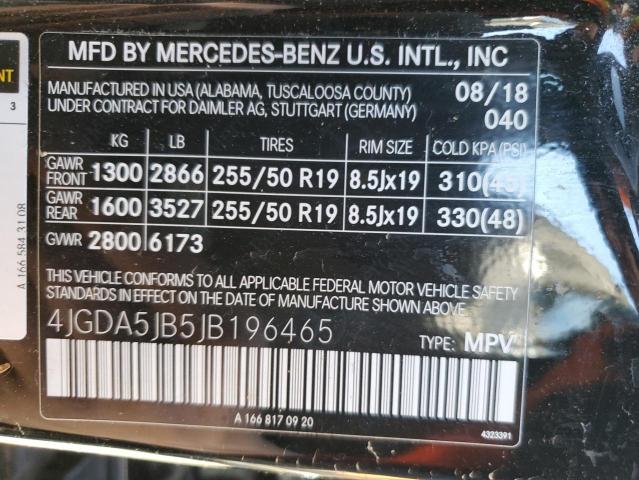 MFD BY MERCEDES-BENZ U.S. INTL., INC
MANUFACTURED IN USA (ALABAMA, TUSCALOOSA COUNTY) 08/18
UNDER CONTRACT FOR DAIMLER AG, STUTTGART (GERMANY) 040
KG LB TIRES RIM SIZE COLD KPA (PSI)
GAWR FRONT 1300 2866 255/50 R19 8.5Jx19 310(45)
GAWR REAR 1600 3527 255/50 R19 8.5Jx19 330(48)
GVWR 2800 6173
THIS VEHICLE CONFORMS TO ALL APPLICABLE FEDERAL MOTOR VEHICLE SAFETY
STANDARDS IN EFFECT ON THE DATE OF MANUFACTURE SHOWN ABOVE.
4JGDA5JB5JB196465 TYPE: MPV
A 166 817 09 20
4323391
3
A 166 584 31 08